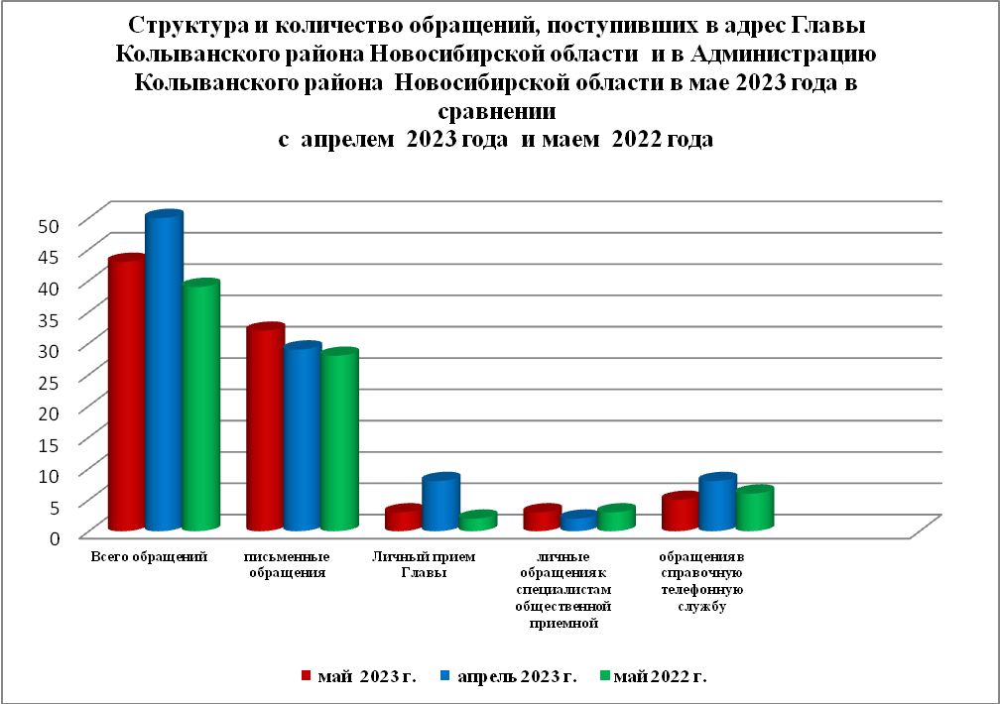 Структура и количество обращений, поступивших в адрес Главы
Колыванского района Новосибирской области и в Администрацию
Колыванского района Новосибирской области в мае 2023 года в
сравнении
с апрелем 2023 года и маем 2022 года
50
45
40
35
30
25
20
15
10
5
0
Всего обращений
письменные
обращения
Личный прием
Главы
личные
обращения к
специалистам
общественной
приемной
обращения в
справочную
телефонную
службу
май 2023 г.
апрель 2023 г.
май 2022 г.